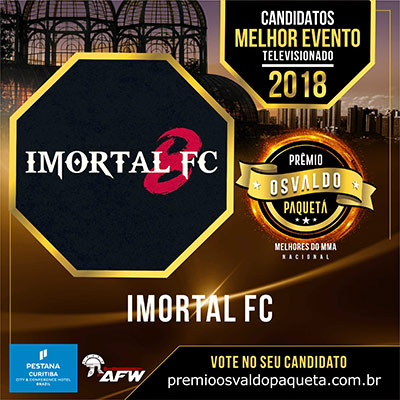 CANDIDATOS
MELHOR EVENTO
TELEVISIONADO
2018
IMORTAL FC
8
PRÊMIO
OSVALDO
PAQUETÁ
MELHORES DO MMA
NACIONAL
IMORTAL FC
PESTANA
CURITIBA
CITY & CONFERENCE HOTEL
BRASIL
AFW
VOTE NO SEU CANDIDATO
premioosvaldopaqueta.com.br